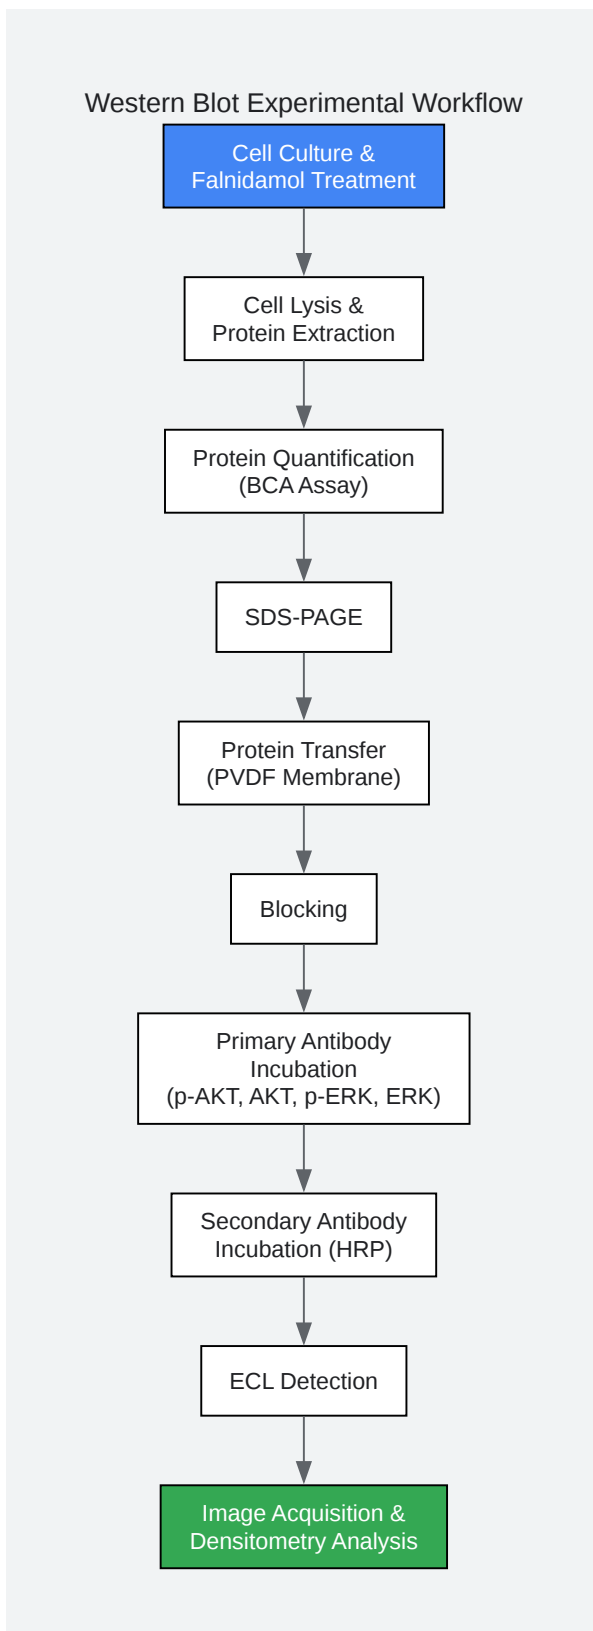 Western Blot Experimental Workflow
Cell Culture &
Falnidamol Treatment
Cell Lysis &
Protein Extraction
Protein Quantification
(BCA Assay)
SDS-PAGE
Protein Transfer
(PVDF Membrane)
Blocking
Primary Antibody
Incubation
(p-AKT, AKT, p-ERK, ERK)
Secondary Antibody
Incubation (HRP)
ECL Detection
Image Acquisition &
Densitometry Analysis